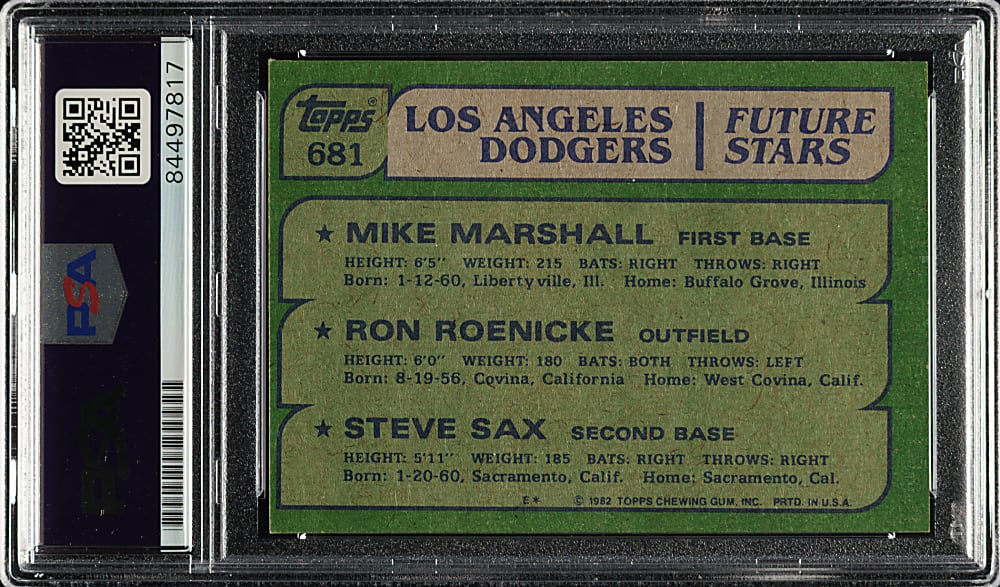 84497817
PSA
topps®
681
LOS ANGELES
DODGERS
FUTURE
STARS
★ MIKE MARSHALL FIRST BASE
HEIGHT: 6'5" WEIGHT: 215 BATS: RIGHT THROWS: RIGHT
Born: 1-12-60, Libertyville, Ill. Home: Buffalo Grove, Illinois
★ RON ROENICKE OUTFIELD
HEIGHT: 6'0" WEIGHT: 180 BATS: BOTH THROWS: LEFT
Born: 8-19-56, Covina, California Home: West Covina, Calif.
★ STEVE SAX SECOND BASE
HEIGHT: 5'11" WEIGHT: 185 BATS: RIGHT THROWS: RIGHT
Born: 1-20-60, Sacramento, Calif. Home: Sacramento, Cal.
E* © 1982 TOPPS CHEWING GUM, INC. PRTD. IN U.S.A.
PSA